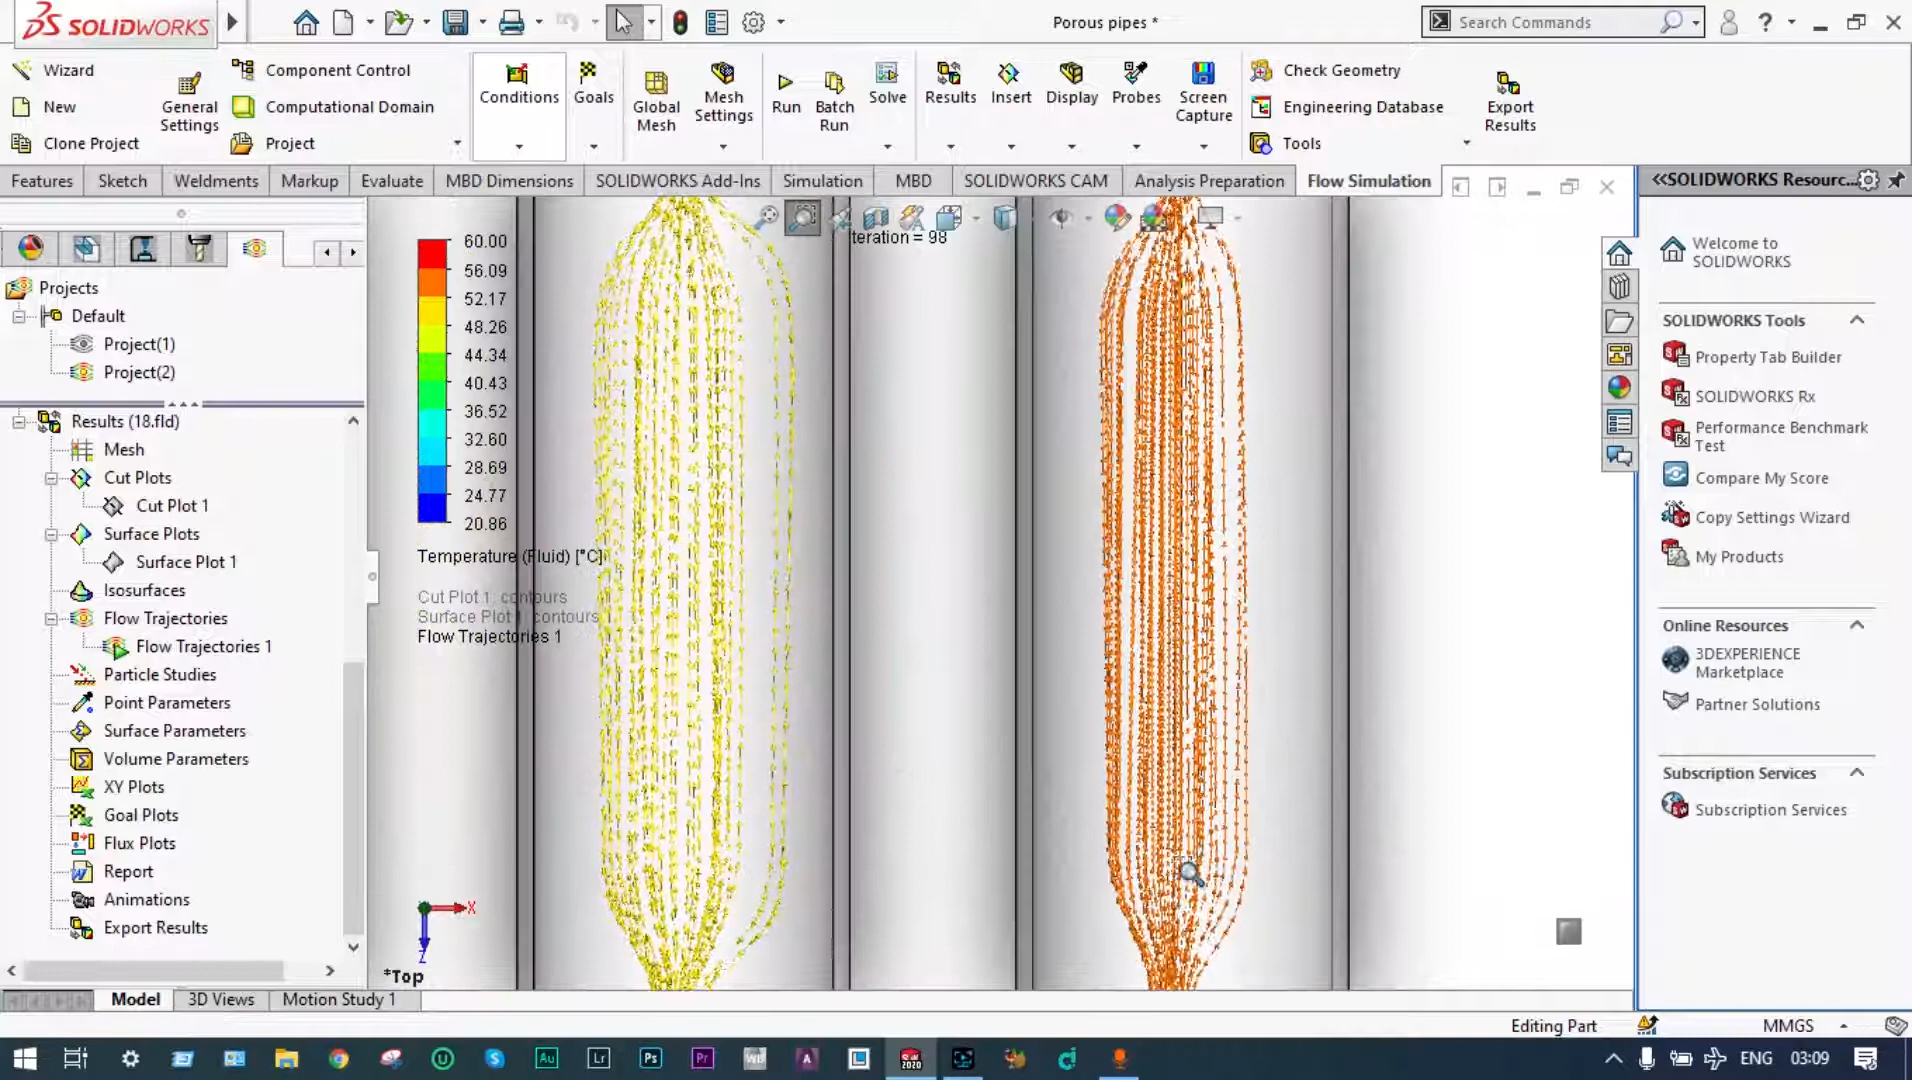 SOLIDWORKS
Porous pipes *
Search Commands
Wizard
New
Clone Project
General
Settings
Component Control
Computational Domain
Project
Conditions
Goals
Global
Mesh
Mesh
Settings
Run
Batch
Run
Solve
Results
Insert
Display
Probes
Screen
Capture
Check Geometry
Engineering Database
Tools
Export
Results
Features
Sketch
Weldments
Markup
Evaluate
MBD Dimensions
SOLIDWORKS Add-Ins
Simulation
MBD
SOLIDWORKS CAM
Analysis Preparation
Flow Simulation
«SOLIDWORKS Resourc...
Projects
Default
Project(1)
Project(2)
Results (18.fld)
Mesh
Cut Plots
Cut Plot 1
Surface Plots
Surface Plot 1
Isosurfaces
Flow Trajectories
Flow Trajectories 1
Particle Studies
Point Parameters
Surface Parameters
Volume Parameters
XY Plots
Goal Plots
Flux Plots
Report
Animations
Export Results
teration = 98
60.00
56.09
52.17
48.26
44.34
40.43
36.52
32.60
28.69
24.77
20.86
Temperature (Fluid) [°C]
Cut Plot 1: contours
Surface Plot 1: contours
Flow Trajectories 1
X
Z
*Top
Welcome to
SOLIDWORKS
SOLIDWORKS Tools
Property Tab Builder
SOLIDWORKS Rx
Performance Benchmark
Test
Compare My Score
Copy Settings Wizard
My Products
Online Resources
3DEXPERIENCE
Marketplace
Partner Solutions
Subscription Services
Subscription Services
Model
3D Views
Motion Study 1
Editing Part
MMGS
Au
Lr
Ps
Pr
ENG
03:09